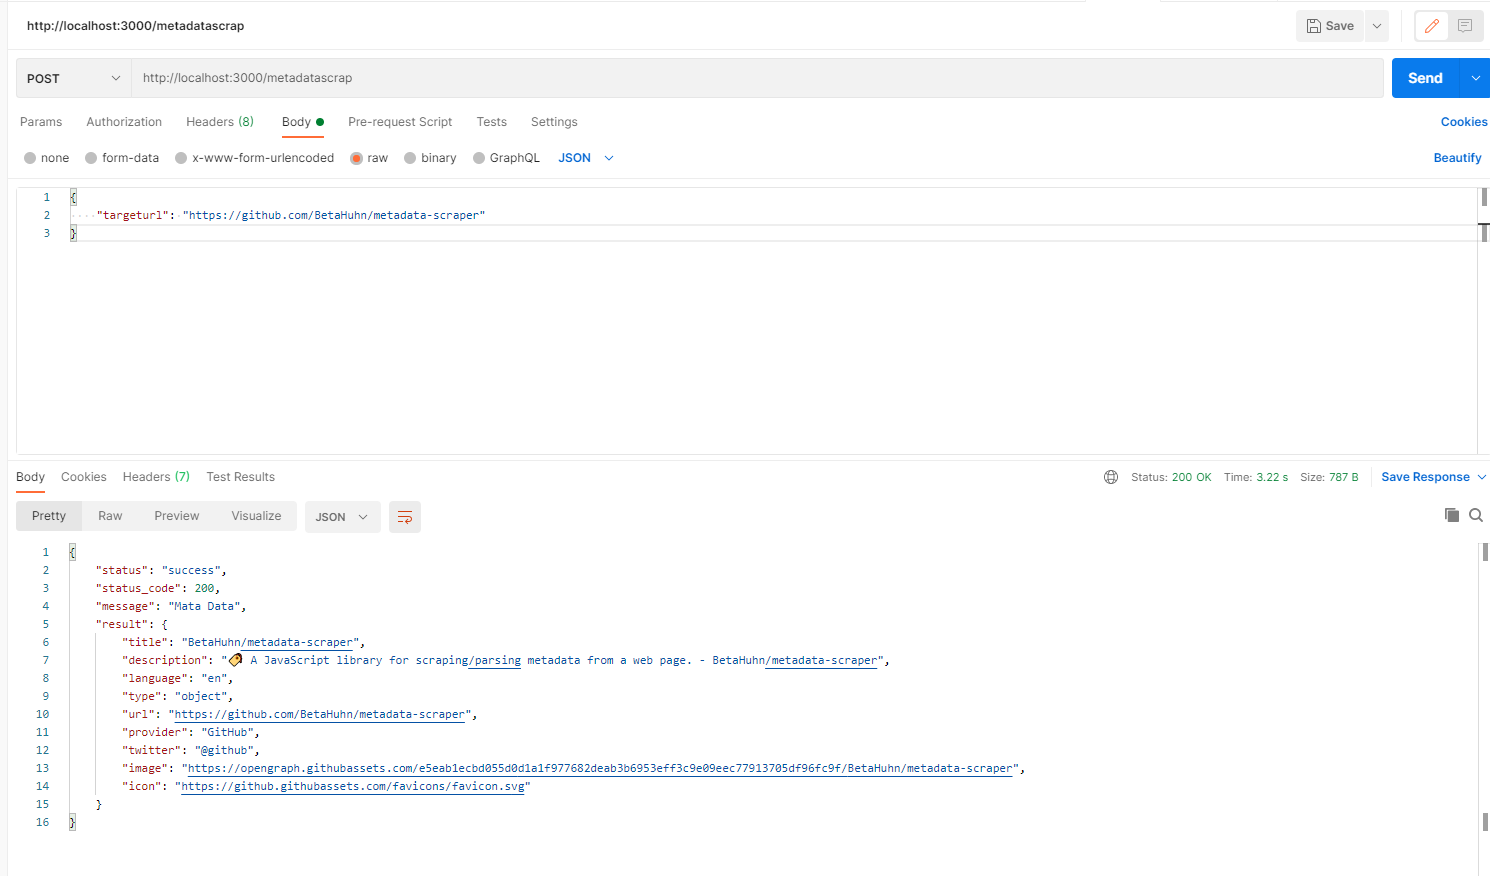 http://localhost:3000/metadatascrap
Save
POST http://localhost:3000/metadatascrap Send
Params Authorization Headers (8) Body Pre-request Script Tests Settings Cookies
none form-data x-www-form-urlencoded raw binary GraphQL JSON Beautify
1 {
2 "targeturl": "https://github.com/BetaHuhn/metadata-scraper"
3 }
Body Cookies Headers (7) Test Results Status: 200 OK Time: 3.22 s Size: 787 B Save Response
Pretty Raw Preview Visualize JSON
1 {
2 "status": "success",
3 "status_code": 200,
4 "message": "Mata Data",
5 "result": {
6 "title": "BetaHuhn/metadata-scraper",
7 "description": "🏷️ A JavaScript library for scraping/parsing metadata from a web page. - BetaHuhn/metadata-scraper",
8 "language": "en",
9 "type": "object",
10 "url": "https://github.com/BetaHuhn/metadata-scraper",
11 "provider": "GitHub",
12 "twitter": "@github",
13 "image": "https://opengraph.githubassets.com/e5eab1ecbd055d0d1a1f977682deab3b6953eff3c9e09eec77913705df96fc9f/BetaHuhn/metadata-scraper",
14 "icon": "https://github.githubassets.com/favicons/favicon.svg"
15 }
16 }